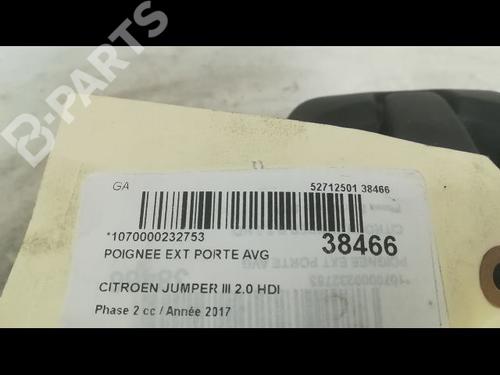 B-PARTS
GA
52712501 38466
*1070000232753
38466
POIGNEE EXT PORTE AVG
CITROEN JUMPER III 2.0 HDI
Phase 2 cc / Année 2017